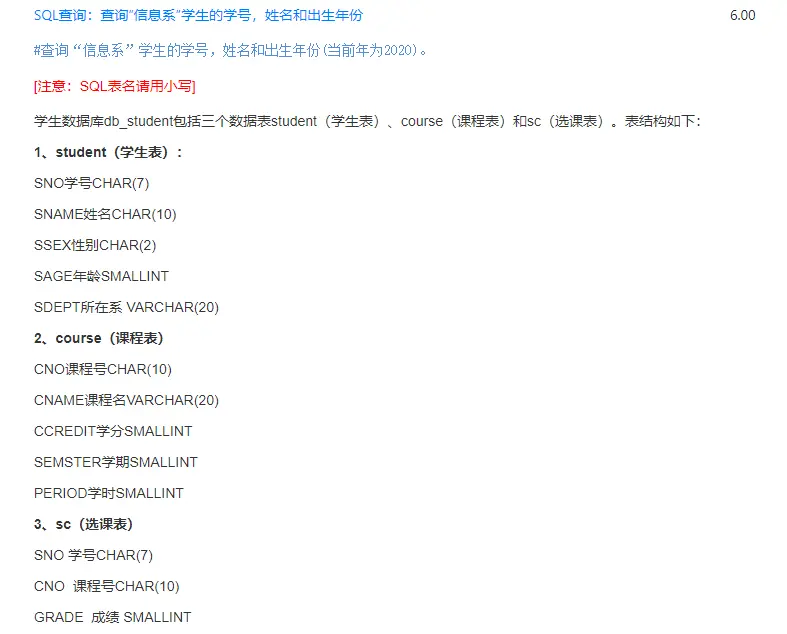 SQL查询：查询“信息系”学生的学号，姓名和出生年份 6.00
#查询“信息系”学生的学号，姓名和出生年份(当前年为2020)。
[注意：SQL表名请用小写]
学生数据库db_student包括三个数据表student（学生表）、course（课程表）和sc（选课表）。表结构如下：
1、student（学生表）：
SNO学号CHAR(7)
SNAME姓名CHAR(10)
SSEX性别CHAR(2)
SAGE年龄SMALLINT
SDEPT所在系 VARCHAR(20)
2、course（课程表）
CNO课程号CHAR(10)
CNAME课程名VARCHAR(20)
CCREDIT学分SMALLINT
SEMSTER学期SMALLINT
PERIOD学时SMALLINT
3、sc（选课表）
SNO 学号CHAR(7)
CNO 课程号CHAR(10)
GRADE 成绩 SMALLINT